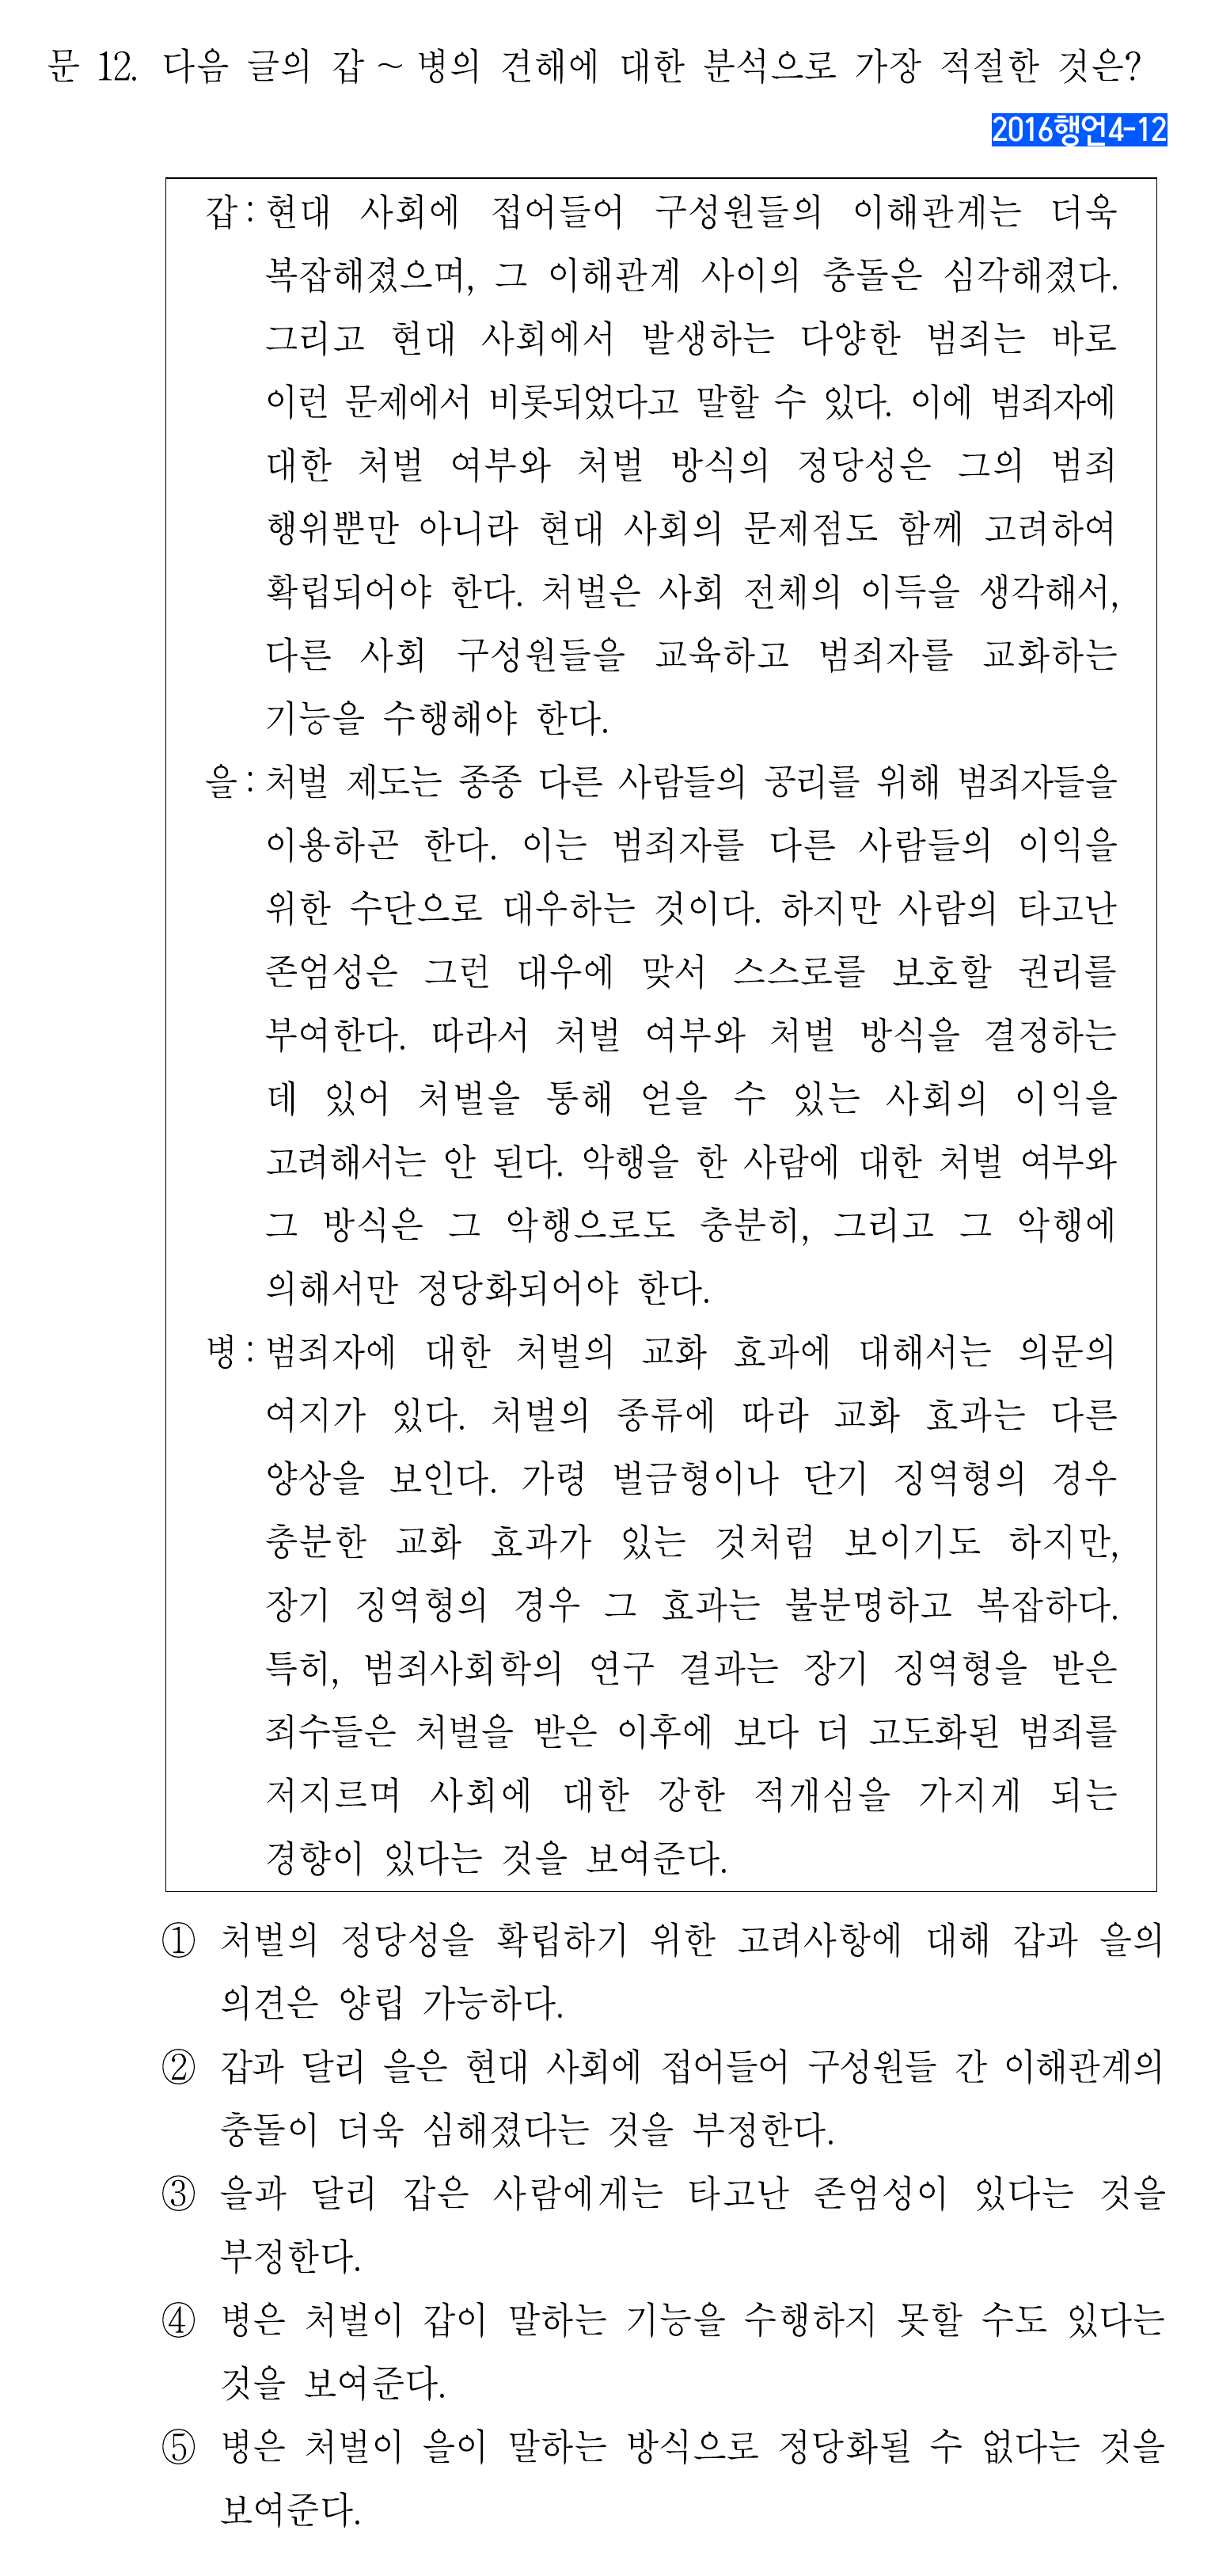 문 12. 다음 글의 갑 ~ 병의 견해에 대한 분석으로 가장 적절한 것은?
2016행언4-12
갑 : 현대 사회에 접어들어 구성원들의 이해관계는 더욱
복잡해졌으며, 그 이해관계 사이의 충돌은 심각해졌다.
그리고 현대 사회에서 발생하는 다양한 범죄는 바로
이런 문제에서 비롯되었다고 말할 수 있다. 이에 범죄자에
대한 처벌 여부와 처벌 방식의 정당성은 그의 범죄
행위뿐만 아니라 현대 사회의 문제점도 함께 고려하여
확립되어야 한다. 처벌은 사회 전체의 이득을 생각해서,
다른 사회 구성원들을 교육하고 범죄자를 교화하는
기능을 수행해야 한다.
을 : 처벌 제도는 종종 다른 사람들의 공리를 위해 범죄자들을
이용하곤 한다. 이는 범죄자를 다른 사람들의 이익을
위한 수단으로 대우하는 것이다. 하지만 사람의 타고난
존엄성은 그런 대우에 맞서 스스로를 보호할 권리를
부여한다. 따라서 처벌 여부와 처벌 방식을 결정하는
데 있어 처벌을 통해 얻을 수 있는 사회의 이익을
고려해서는 안 된다. 악행을 한 사람에 대한 처벌 여부와
그 방식은 그 악행으로도 충분히, 그리고 그 악행에
의해서만 정당화되어야 한다.
병 : 범죄자에 대한 처벌의 교화 효과에 대해서는 의문의
여지가 있다. 처벌의 종류에 따라 교화 효과는 다른
양상을 보인다. 가령 벌금형이나 단기 징역형의 경우
충분한 교화 효과가 있는 것처럼 보이기도 하지만,
장기 징역형의 경우 그 효과는 불분명하고 복잡하다.
특히, 범죄사회학의 연구 결과는 장기 징역형을 받은
죄수들은 처벌을 받은 이후에 보다 더 고도화된 범죄를
저지르며 사회에 대한 강한 적개심을 가지게 되는
경향이 있다는 것을 보여준다.
① 처벌의 정당성을 확립하기 위한 고려사항에 대해 갑과 을의
의견은 양립 가능하다.
② 갑과 달리 을은 현대 사회에 접어들어 구성원들 간 이해관계의
충돌이 더욱 심해졌다는 것을 부정한다.
③ 을과 달리 갑은 사람에게는 타고난 존엄성이 있다는 것을
부정한다.
④ 병은 처벌이 갑이 말하는 기능을 수행하지 못할 수도 있다는
것을 보여준다.
⑤ 병은 처벌이 을이 말하는 방식으로 정당화될 수 없다는 것을
보여준다.